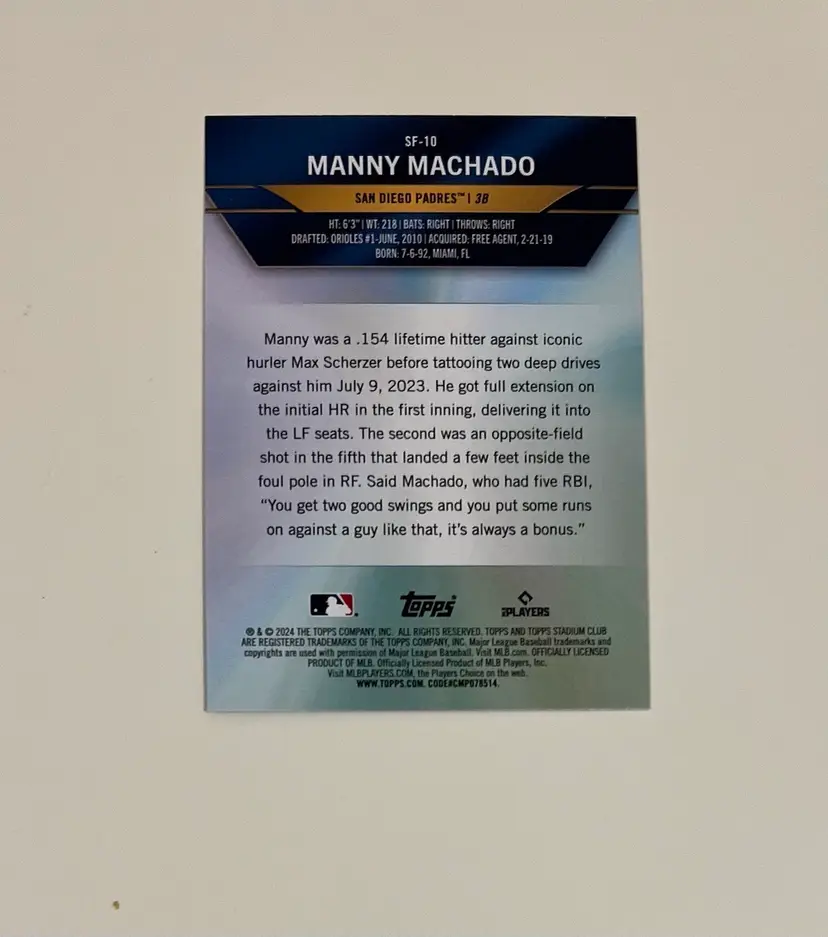 SF-10
MANNY MACHADO
SAN DIEGO PADRES™ | 3B
HT: 6'3" | WT: 218 | BATS: RIGHT | THROWS: RIGHT
DRAFTED: ORIOLES #1-JUNE, 2010 | ACQUIRED: FREE AGENT, 2-21-19
BORN: 7-6-92, MIAMI, FL
Manny was a .154 lifetime hitter against iconic
hurler Max Scherzer before tattooing two deep drives
against him July 9, 2023. He got full extension on
the initial HR in the first inning, delivering it into
the LF seats. The second was an opposite-field
shot in the fifth that landed a few feet inside the
foul pole in RF. Said Machado, who had five RBI,
“You get two good swings and you put some runs
on against a guy like that, it’s always a bonus.”
Topps
PLAYERS
® & © 2024 THE TOPPS COMPANY, INC. ALL RIGHTS RESERVED. TOPPS AND TOPPS STADIUM CLUB
ARE REGISTERED TRADEMARKS OF THE TOPPS COMPANY, INC. Major League Baseball trademarks and
copyrights are used with permission of Major League Baseball. Visit MLB.com. OFFICIALLY LICENSED
PRODUCT OF MLB. Officially Licensed Product of MLB Players, Inc.
Visit MLBPLAYERS.COM, the Players Choice on the web.
WWW.TOPPS.COM. CODE#CMP078514.